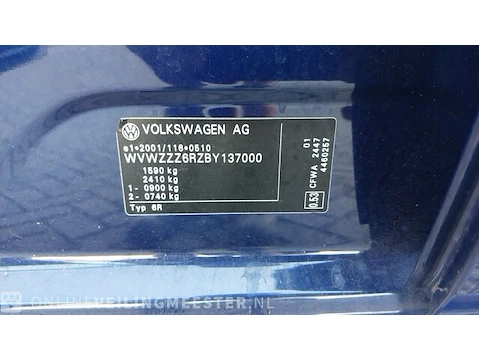 VOLKSWAGEN AG
e1*2001/116*0510
WVWZZZ6RZBY137000
1590 kg
2410 kg
1- 0900 kg
2- 0740 kg
Typ 6R
01
CFWA 2447
4460257
0.53
ONLINEVEILINGMEESTER.NL